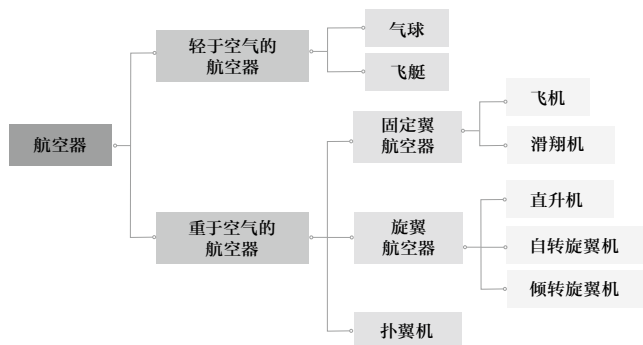 航空器
轻于空气的
航空器
气球
飞艇
重于空气的
航空器
固定翼
航空器
飞机
滑翔机
旋翼
航空器
直升机
自转旋翼机
倾转旋翼机
扑翼机